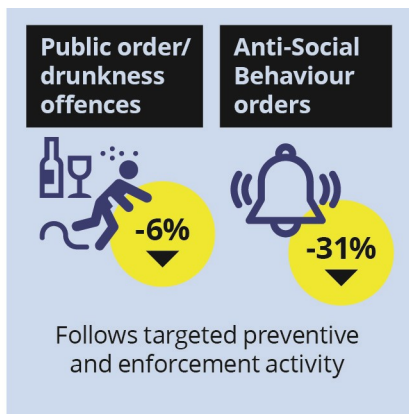 Public order/
drunkness
offences
Anti-Social
Behaviour
orders
-6%
-31%
Follows targeted preventive
and enforcement activity